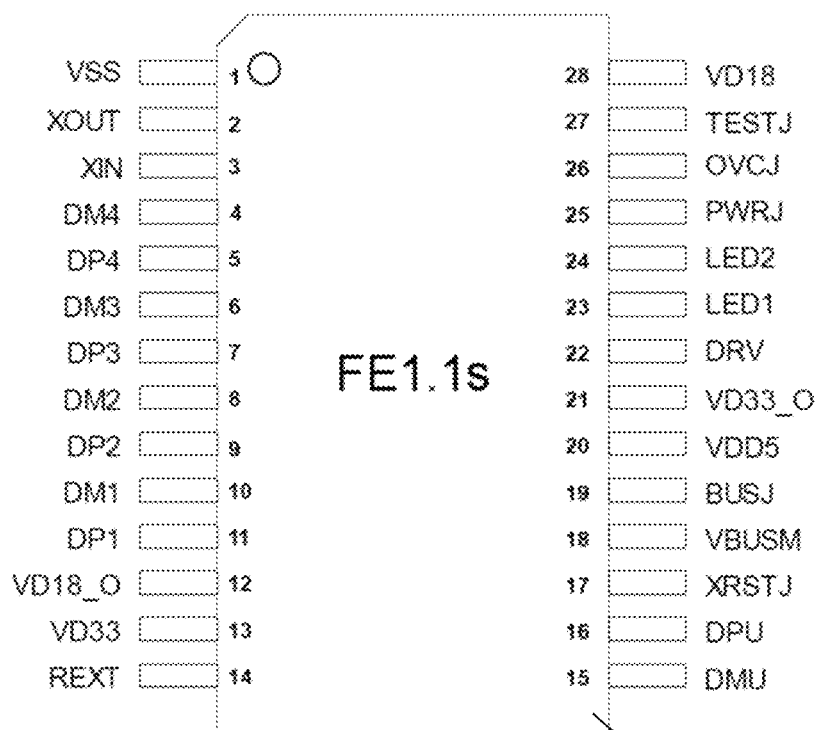 VSS 1 28 VD18
XOUT 2 27 TESTJ
XIN 3 26 OVCJ
DM4 4 25 PWRJ
DP4 5 24 LED2
DM3 6 23 LED1
DP3 7 22 DRV
FE1.1s
DM2 8 21 VD33_O
DP2 9 20 VDD5
DM1 10 19 BUSJ
DP1 11 18 VBUSM
VD18_O 12 17 XRSTJ
VD33 13 16 DPU
REXT 14 15 DMU